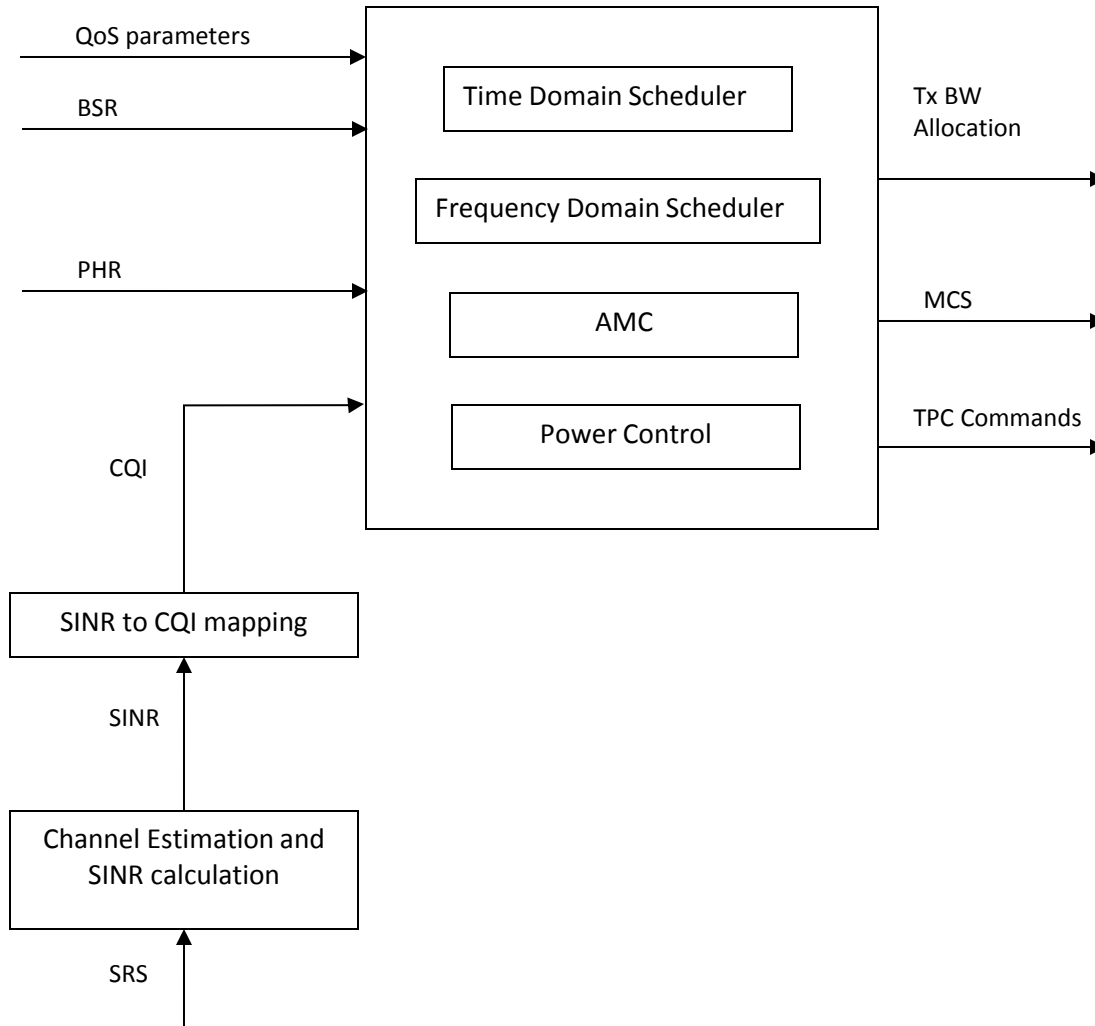 QoS parameters
BSR
PHR
CQI
SINR to CQI mapping
SINR
Channel Estimation and
SINR calculation
SRS
Time Domain Scheduler
Frequency Domain Scheduler
AMC
Power Control
Tx BW
Allocation
MCS
TPC Commands